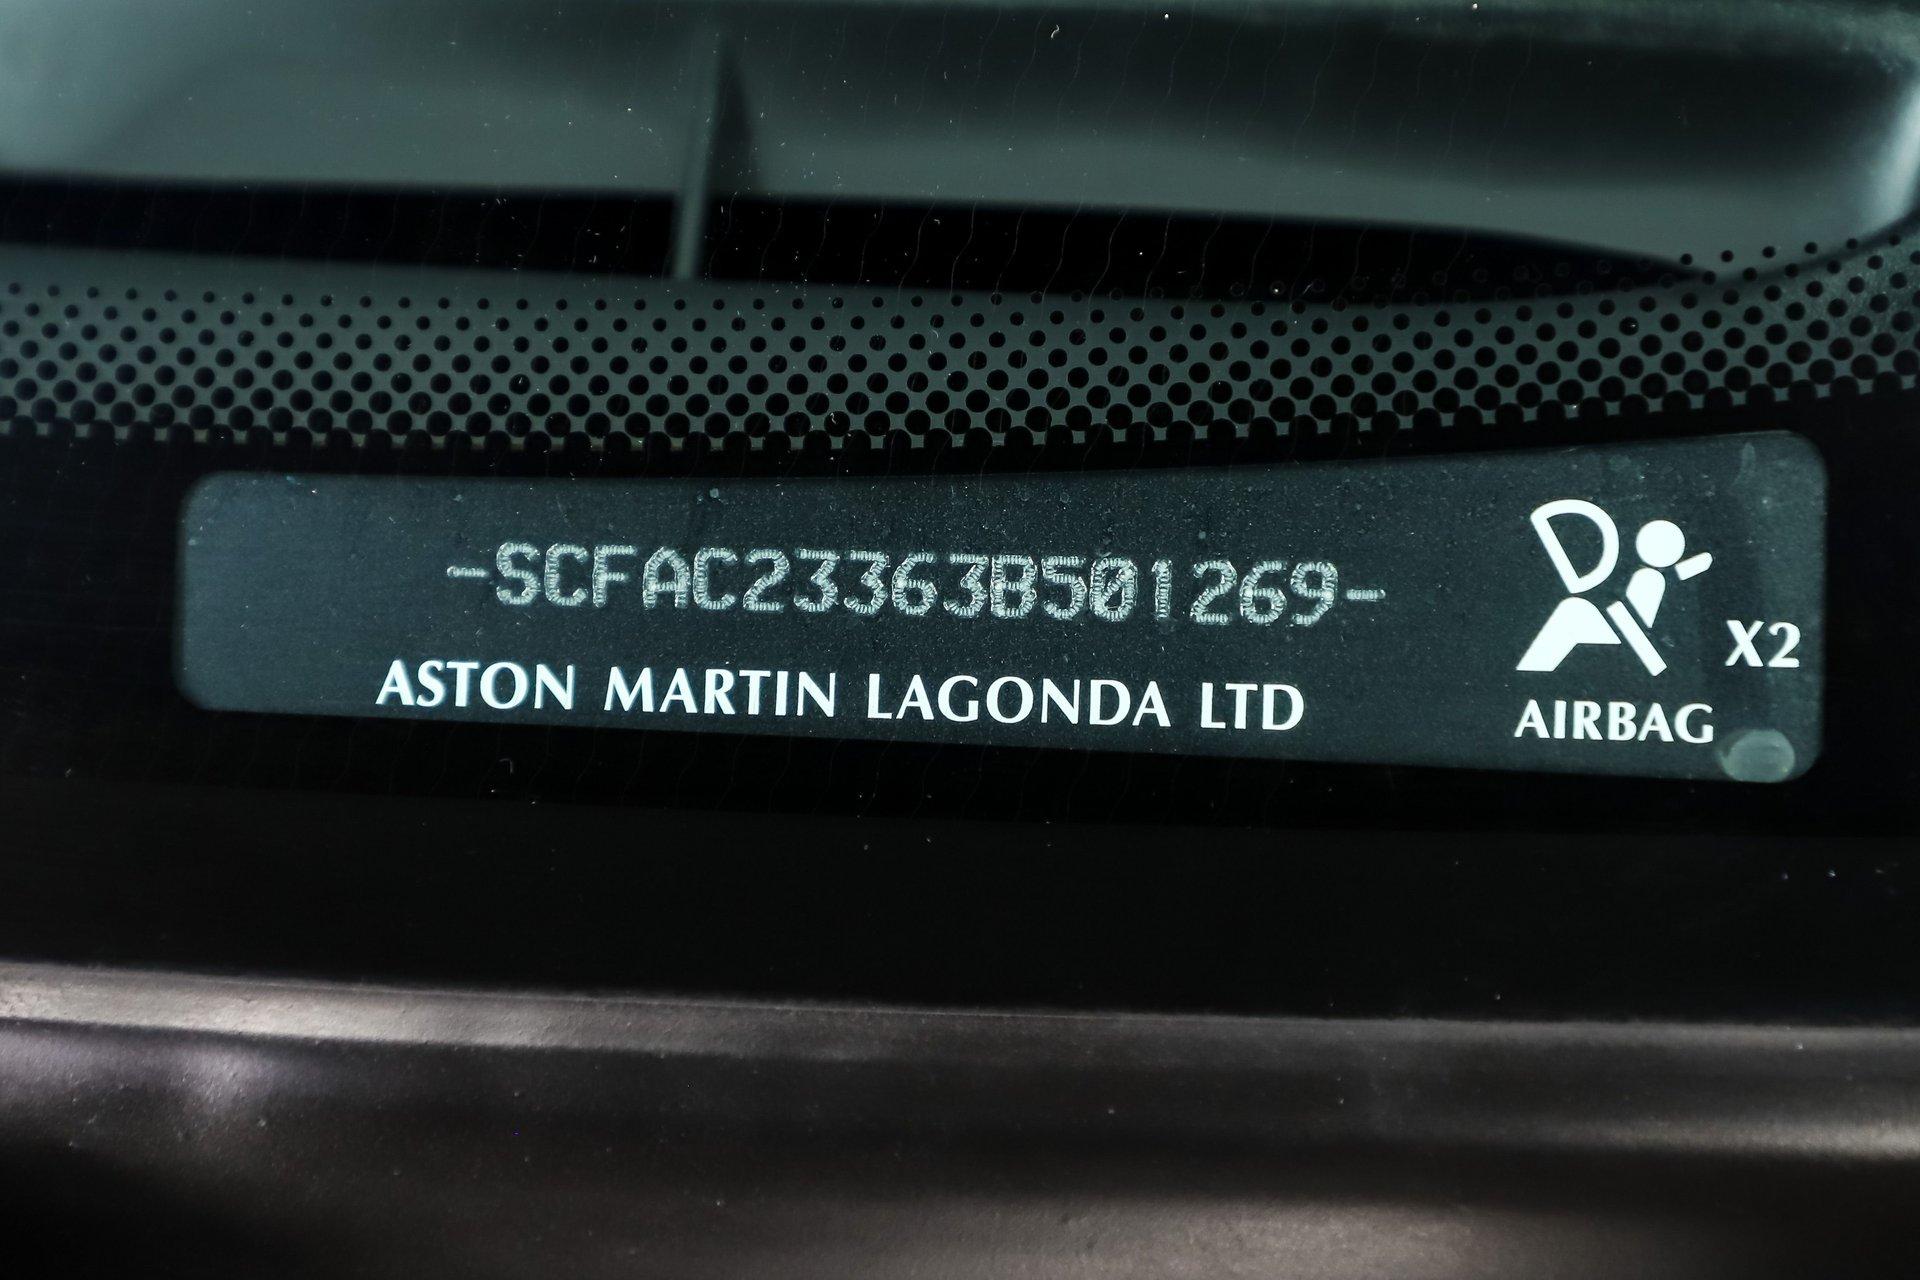 -SCFAC23363B501269-
ASTON MARTIN LAGONDA LTD
X2
AIRBAG